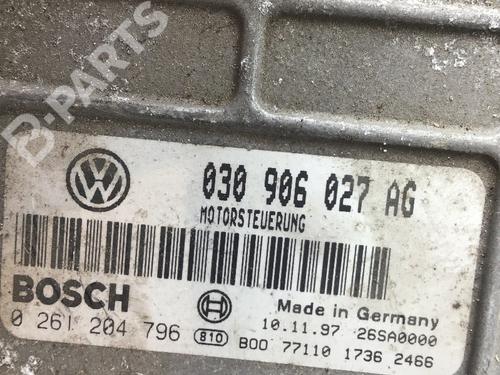 B-PARTS
030 906 027 AG
MOTORSTEUERUNG
BOSCH
Made in Germany
0 261 204 796
10.11.97 26SA0000
810
B00 77110 1736 2466